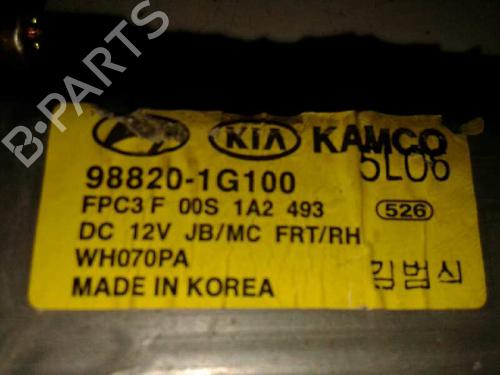 B-PARTS
KIA KAMCO
5L06
98820-1G100
FPC3 F 00S 1A2 493 526
DC 12V JB/MC FRT/RH
WH070PA 김범식
MADE IN KOREA